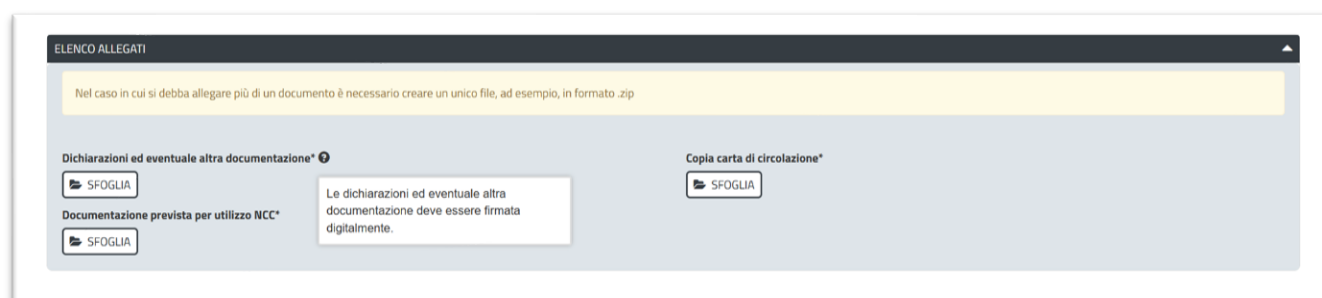 ELENCO ALLEGATI
Nel caso in cui si debba allegare più di un documento è necessario creare un unico file, ad esempio, in formato .zip
Dichiarazioni ed eventuale altra documentazione*
SFOGLIA
Le dichiarazioni ed eventuale altra
documentazione deve essere firmata
digitalmente.
Documentazione prevista per utilizzo NCC*
SFOGLIA
Copia carta di circolazione*
SFOGLIA